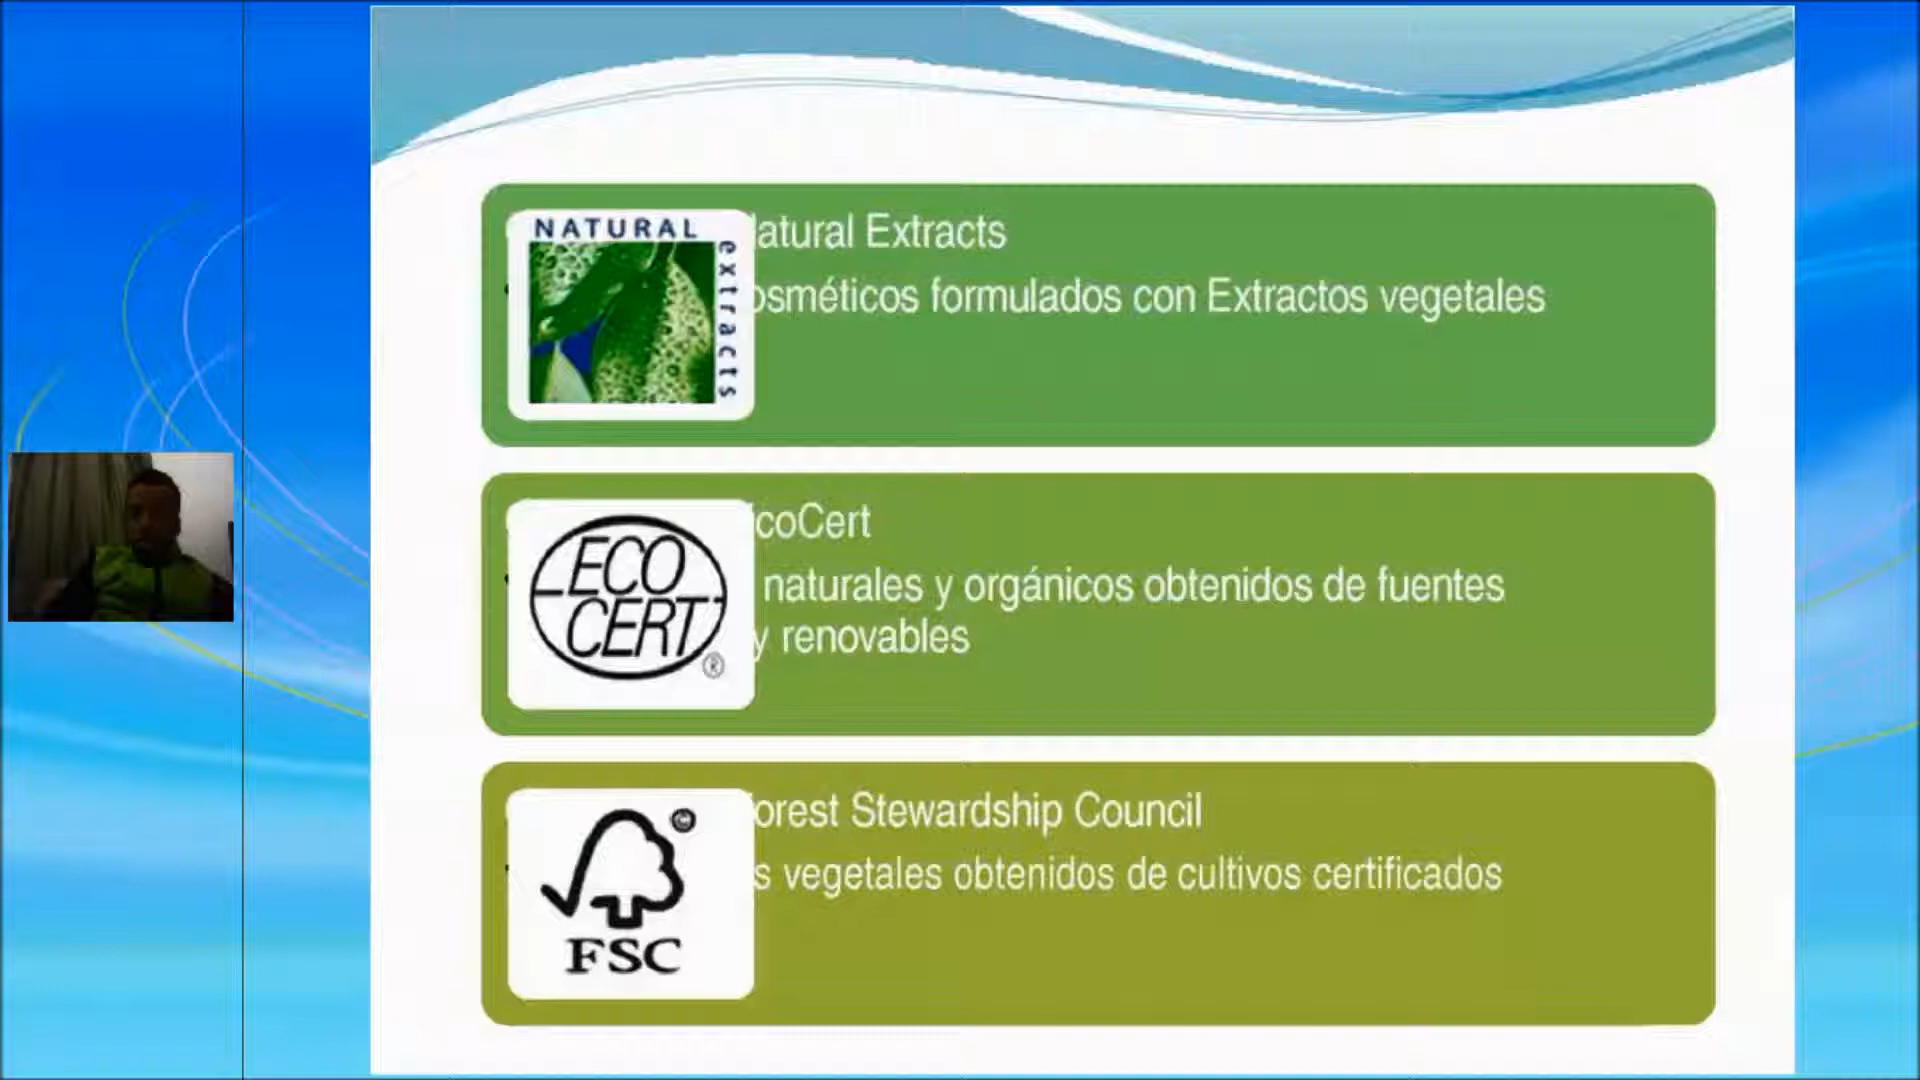 NATURAL
extracts
atural Extracts
osméticos formulados con Extractos vegetales
ECO
CERT
®
coCert
naturales y orgánicos obtenidos de fuentes
y renovables
©
FSC
orest Stewardship Council
s vegetales obtenidos de cultivos certificados